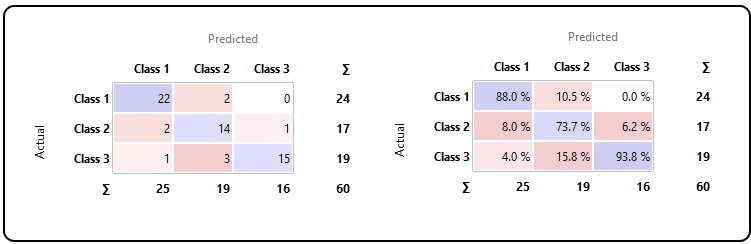 Predicted
Class 1 Class 2 Class 3 Σ
Class 1 22 2 0 24
Class 2 2 14 1 17
Class 3 1 3 15 19
Σ 25 19 16 60
Actual
Predicted
Class 1 Class 2 Class 3 Σ
Class 1 88.0 % 10.5 % 0.0 % 24
Class 2 8.0 % 73.7 % 6.2 % 17
Class 3 4.0 % 15.8 % 93.8 % 19
Σ 25 19 16 60
Actual